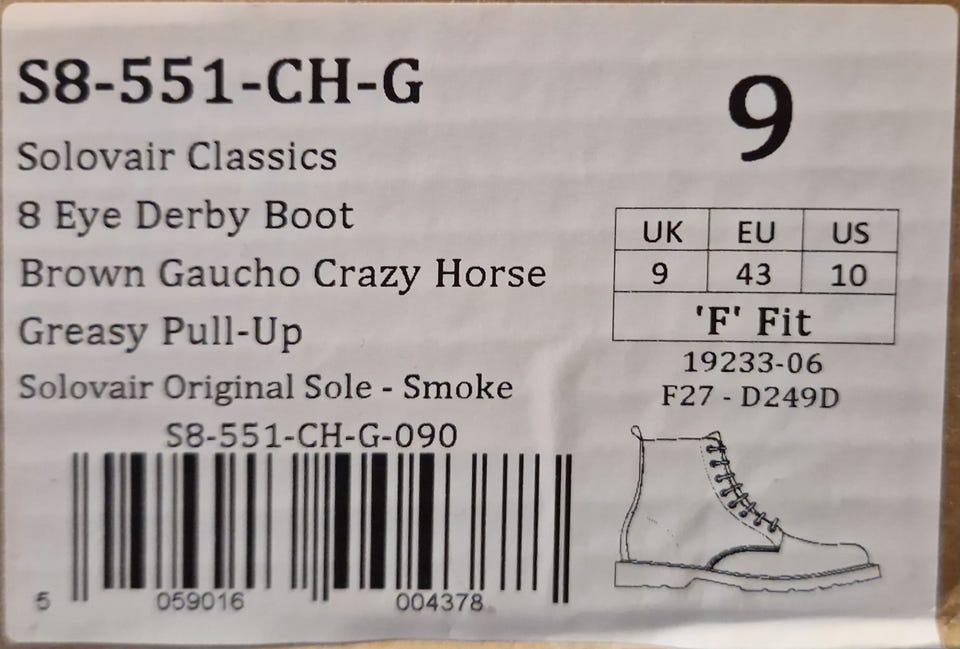 S8-551-CH-G
Solovair Classics
8 Eye Derby Boot
Brown Gaucho Crazy Horse
Greasy Pull-Up
Solovair Original Sole - Smoke
S8-551-CH-G-090
5 059016 004378
9
UK EU US
9 43 10
'F' Fit
19233-06
F27 - D249D